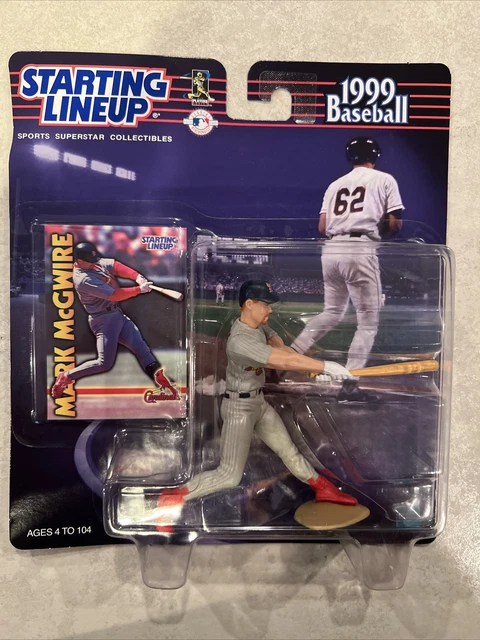 STARTING
LINEUP®
SPORTS SUPERSTAR COLLECTIBLES
1999
Baseball
62
MARK McGWIRE
STARTING
LINEUP
Cardinals
AGES 4 TO 104